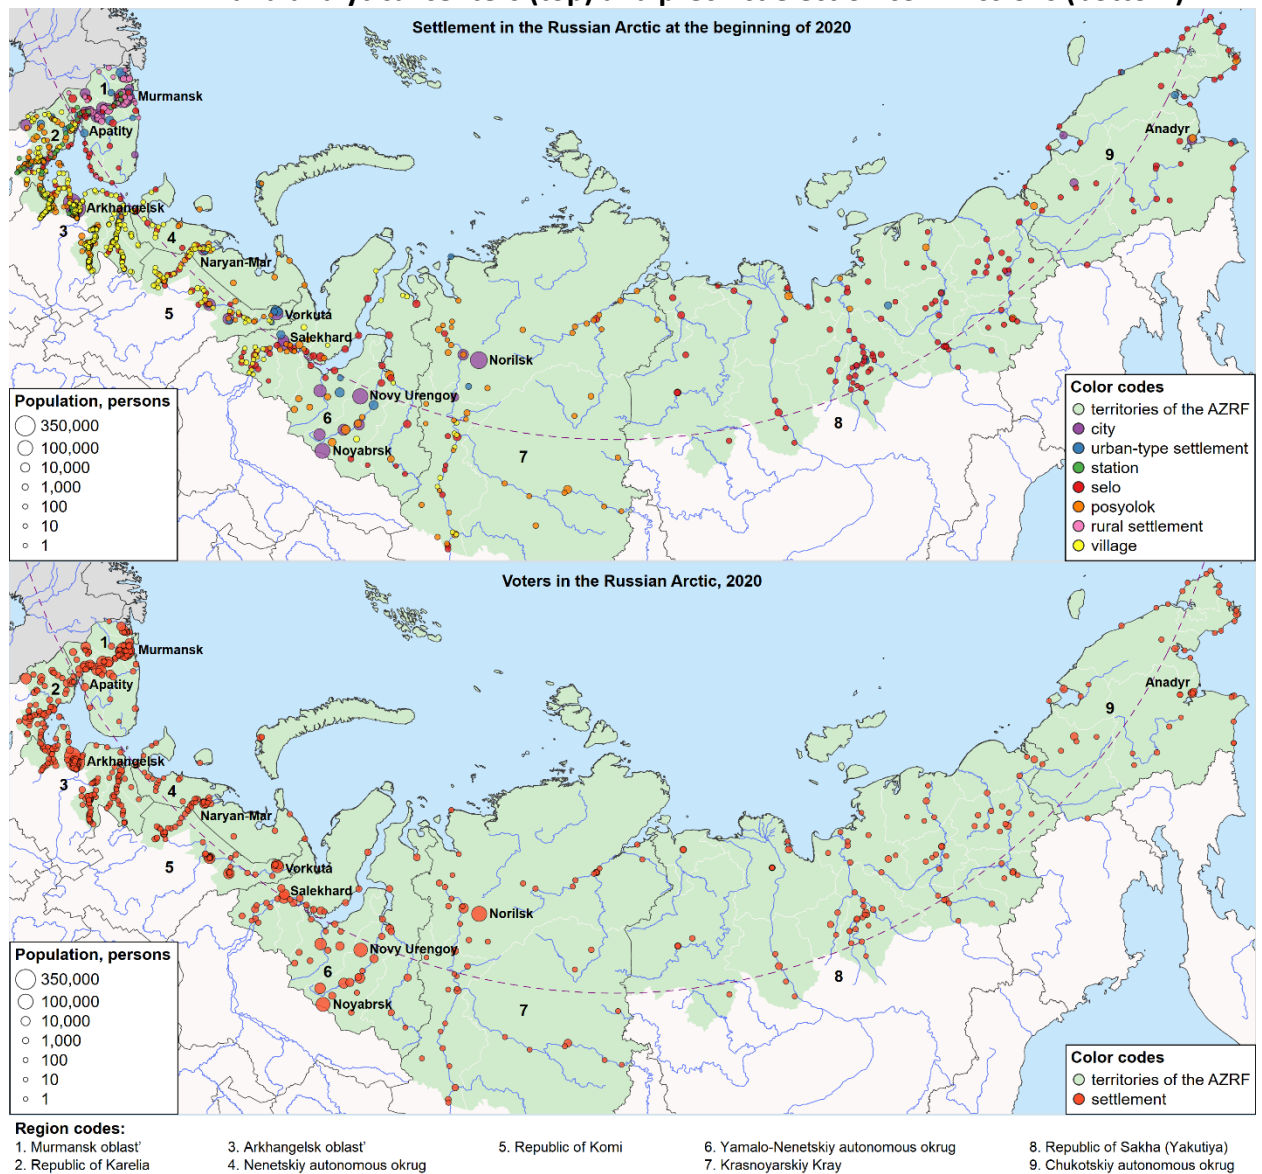 Settlement in the Russian Arctic at the beginning of 2020
1
Murmansk
2
Apatity
Anadyr
9
Arkhangelsk
3
4
Naryan-Mar
5
Vorkuta
Salekhard
Norilsk
Novy Urengoy
6
Noyabrsk
7
8
Population, persons
350,000
100,000
10,000
1,000
100
10
1
Color codes
territories of the AZRF
city
urban-type settlement
station
selo
posyolok
rural settlement
village
Voters in the Russian Arctic, 2020
1
Murmansk
2
Apatity
Anadyr
9
Arkhangelsk
3
4
Naryan-Mar
5
Vorkuta
Salekhard
Norilsk
Novy Urengoy
6
Noyabrsk
7
8
Population, persons
350,000
100,000
10,000
1,000
100
10
1
Color codes
territories of the AZRF
settlement
Region codes:
1. Murmansk oblast'
2. Republic of Karelia
3. Arkhangelsk oblast'
4. Nenetskiy autonomous okrug
5. Republic of Komi
6. Yamalo-Nenetskiy autonomous okrug
7. Krasnoyarskiy Kray
8. Republic of Sakha (Yakutiya)
9. Chukotskiy autonomous okrug